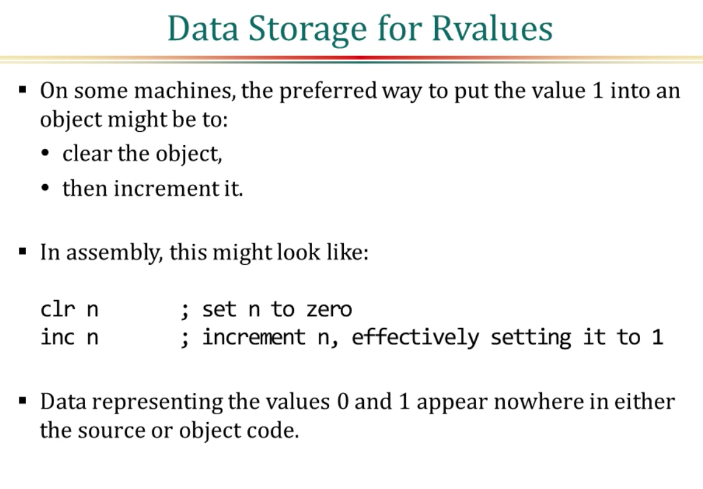 Data Storage for Rvalues
▪ On some machines, the preferred way to put the value 1 into an
object might be to:
• clear the object,
• then increment it.
▪ In assembly, this might look like:
clr n ; set n to zero
inc n ; increment n, effectively setting it to 1
▪ Data representing the values 0 and 1 appear nowhere in either
the source or object code.